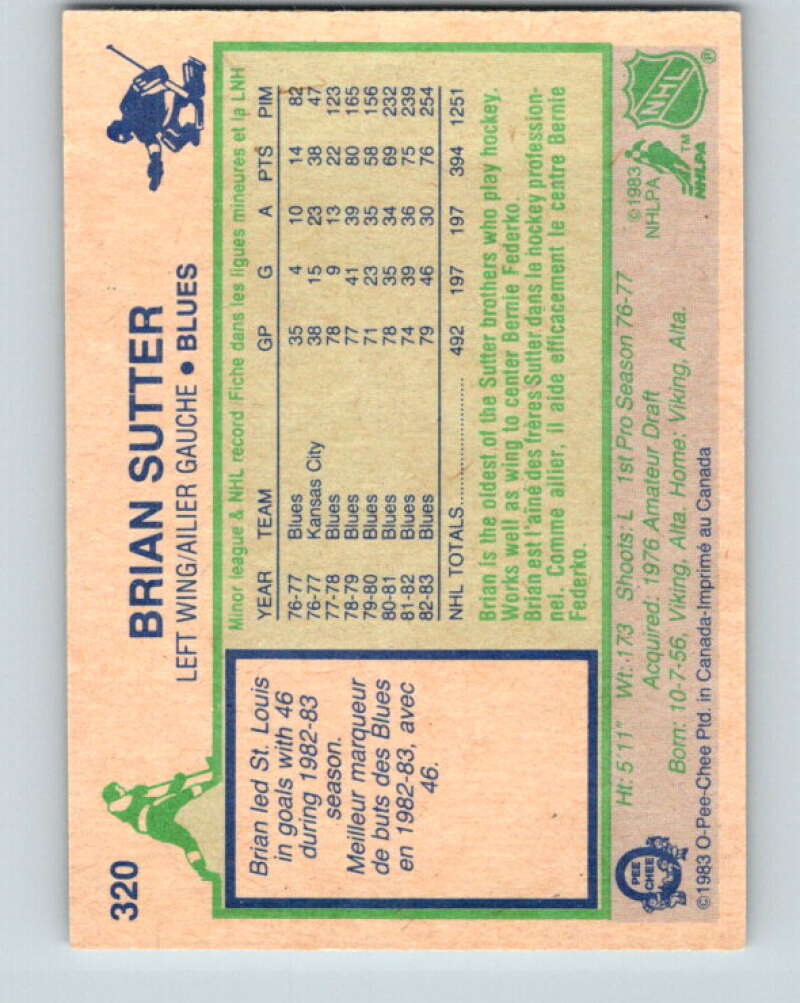 320
BRIAN SUTTER
LEFT WING/AILIER GAUCHE • BLUES
Brian led St. Louis
in goals with 46
during 1982-83
season.
Meilleur marqueur
de buts des Blues
en 1982-83, avec
46.
Minor league & NHL record Fiche dans les ligues mineures et la LNH
YEAR TEAM GP G A PTS PIM
76-77 Blues 35 4 10 14 82
76-77 Kansas City 38 15 23 38 47
77-78 Blues 78 9 13 22 123
78-79 Blues 77 41 39 80 165
79-80 Blues 71 23 35 58 156
80-81 Blues 78 35 34 69 232
81-82 Blues 74 39 36 75 239
82-83 Blues 79 46 30 76 254
NHL TOTALS.................. 492 197 197 394 1251
Brian is the oldest of the Sutter brothers who play hockey.
Works well as wing to center Bernie Federko.
Brian est l'aîné des frères Sutter dans le hockey profession-
nel. Comme ailier, il aide efficacement le centre Bernie
Federko.
Ht: 5'11" Wt: 173 Shoots: L 1st Pro Season 76-77
Acquired: 1976 Amateur Draft
Born: 10-7-56, Viking, Alta. Home: Viking, Alta.
©1983 O-Pee-Chee Ptd. in Canada-Imprimé au Canada
O
PEE
CHEE
©1983
NHLPA
NHLPA
TM
NHL
®